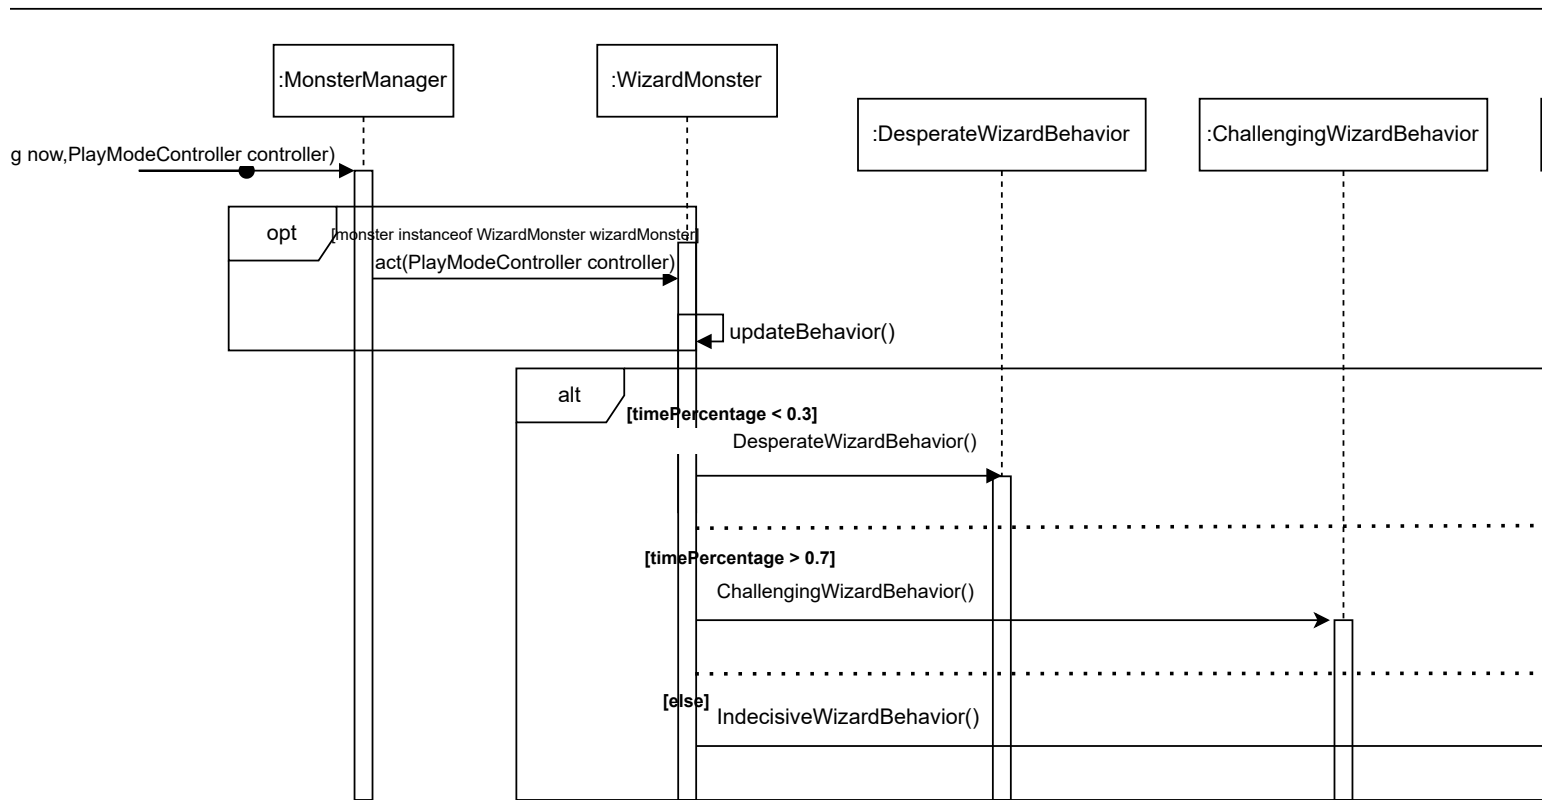 :MonsterManager
:WizardMonster
:DesperateWizardBehavior
:ChallengingWizardBehavior
g now,PlayModeController controller)
opt
[monster instanceof WizardMonster wizardMonster]
act(PlayModeController controller)
updateBehavior()
alt
[timePercentage < 0.3]
DesperateWizardBehavior()
[timePercentage > 0.7]
ChallengingWizardBehavior()
[else]
IndecisiveWizardBehavior()